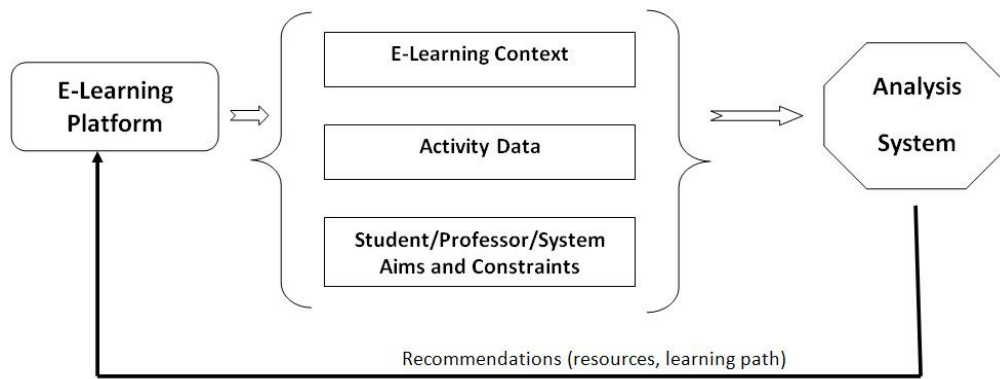 E-Learning
Platform
E-Learning Context
Activity Data
Student/Professor/System
Aims and Constraints
Analysis
System
Recommendations (resources, learning path)